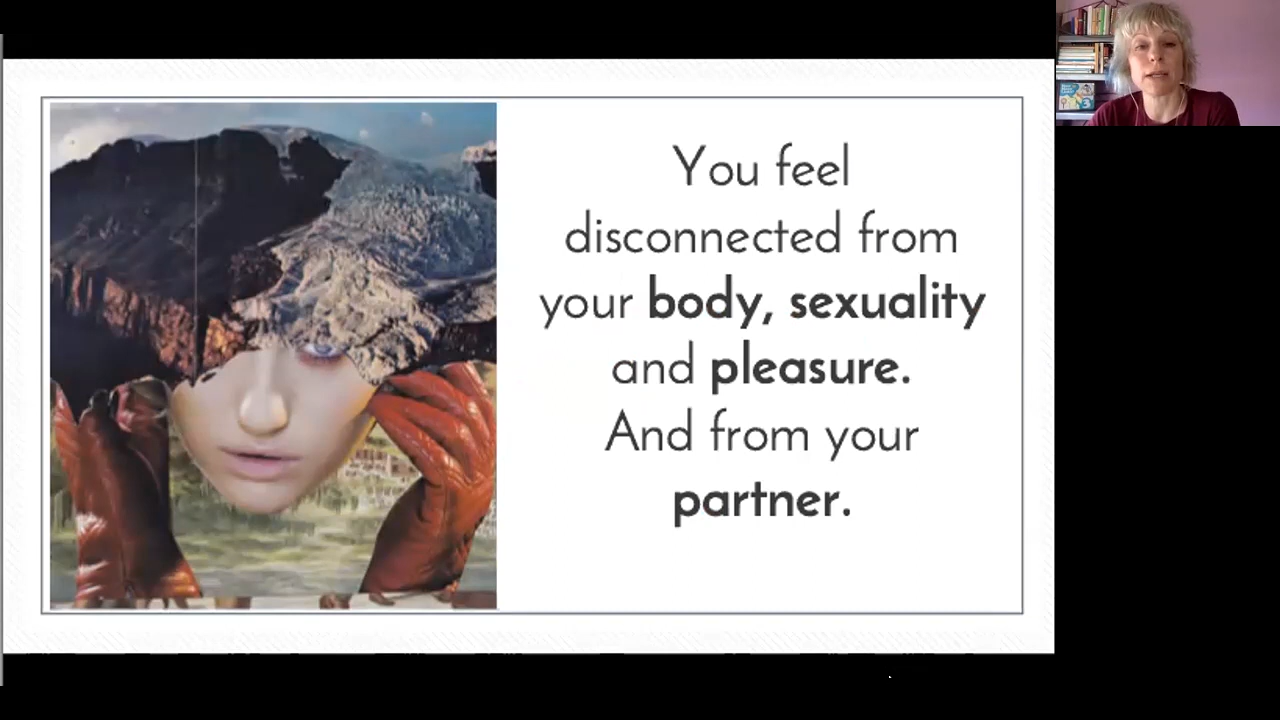 You feel
disconnected from
your body, sexuality
and pleasure.
And from your
partner.